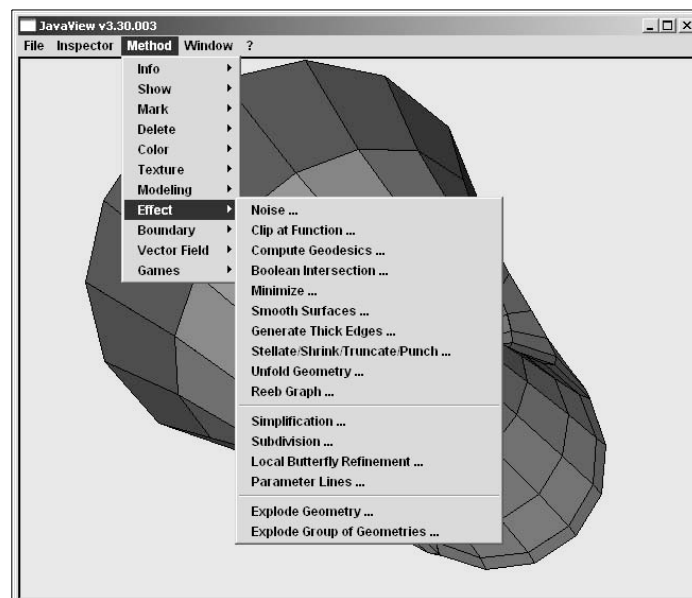 JavaView v3.30.003
File Inspector Method Window ?
Info
Show
Mark
Delete
Color
Texture
Modeling
Effect
Boundary
Vector Field
Games
Noise ...
Clip at Function ...
Compute Geodesics ...
Boolean Intersection ...
Minimize ...
Smooth Surfaces ...
Generate Thick Edges ...
Stellate/Shrink/Truncate/Punch ...
Unfold Geometry ...
Reeb Graph ...
Simplification ...
Subdivision ...
Local Butterfly Refinement ...
Parameter Lines ...
Explode Geometry ...
Explode Group of Geometries ...